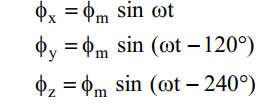 ϕx = ϕm sin ωt
ϕy = ϕm sin (ωt – 120°)
ϕz = ϕm sin (ωt – 240°)